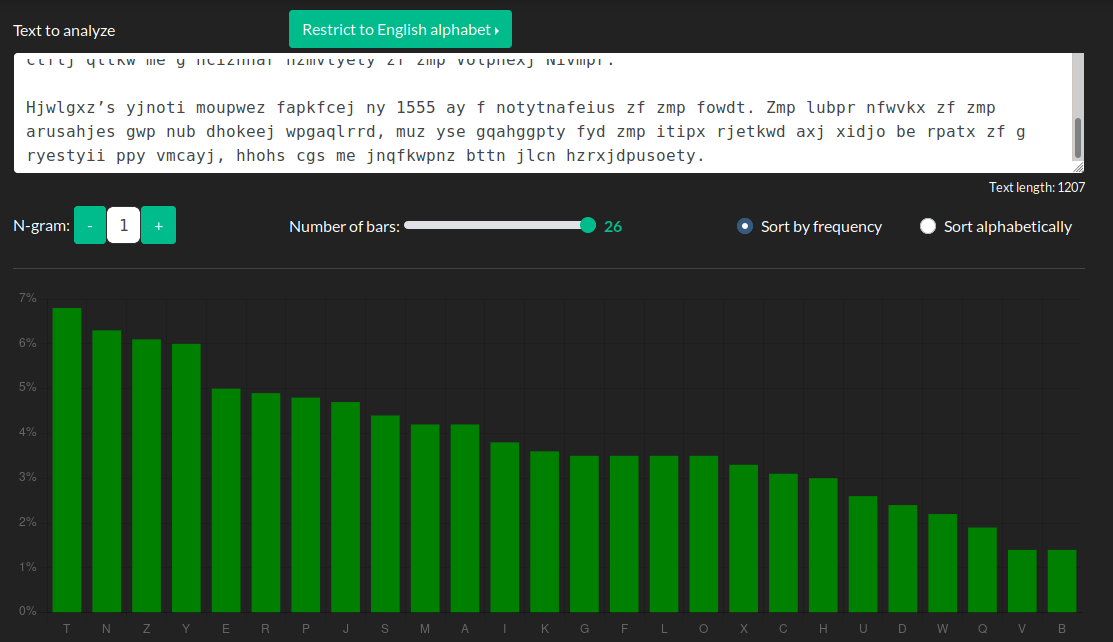 Text to analyze
Restrict to English alphabet
Hjwlgxz’s yjnoti moupwez fapkfcej ny 1555 ay f notytnafeius zf zmp fowdt. Zmp lubpr nfwvkx zf zmp
arusahjes gwp nub dhokeej wpgaqlrrd, muz yse gqahggpty fyd zmp itipx rjetkwd axj xidjo be rpatx zf g
ryestyii ppy vmcayj, hhohs cgs me jnqfkwpnz bttn jlcn hzrxjdpusoety.
Text length: 1207
N-gram: - 1 +
Number of bars: 26
Sort by frequency
Sort alphabetically
7%
6%
5%
4%
3%
2%
1%
0%
T N Z Y E R P J S M A I K G F L O X C H U D W Q V B